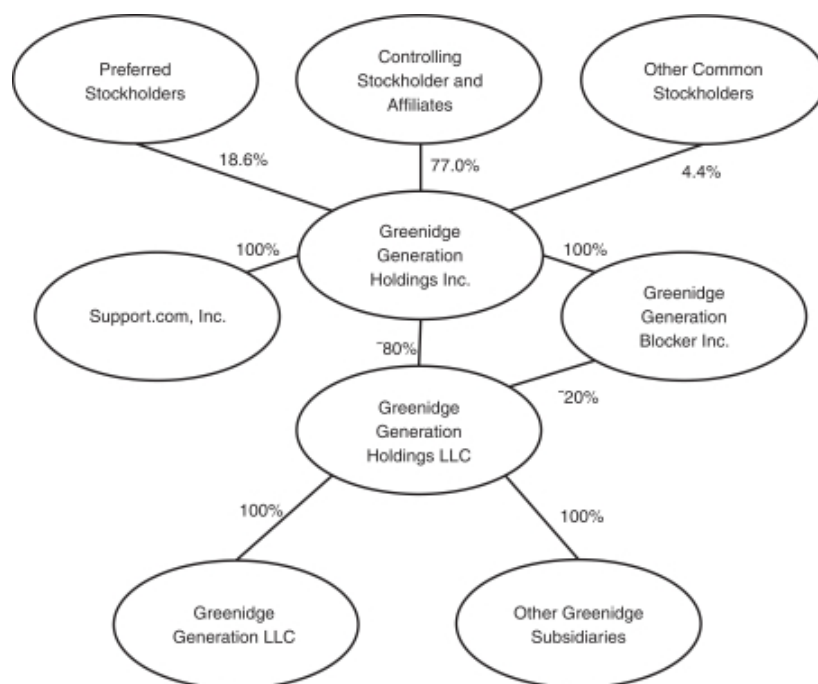 Preferred
Stockholders
Controlling
Stockholder and
Affiliates
Other Common
Stockholders
18.6%
77.0%
4.4%
Greenidge
Generation
Holdings Inc.
100%
100%
Support.com, Inc.
Greenidge
Generation
Blocker Inc.
˜80%
˜20%
Greenidge
Generation
Holdings LLC
100%
100%
Greenidge
Generation LLC
Other Greenidge
Subsidiaries